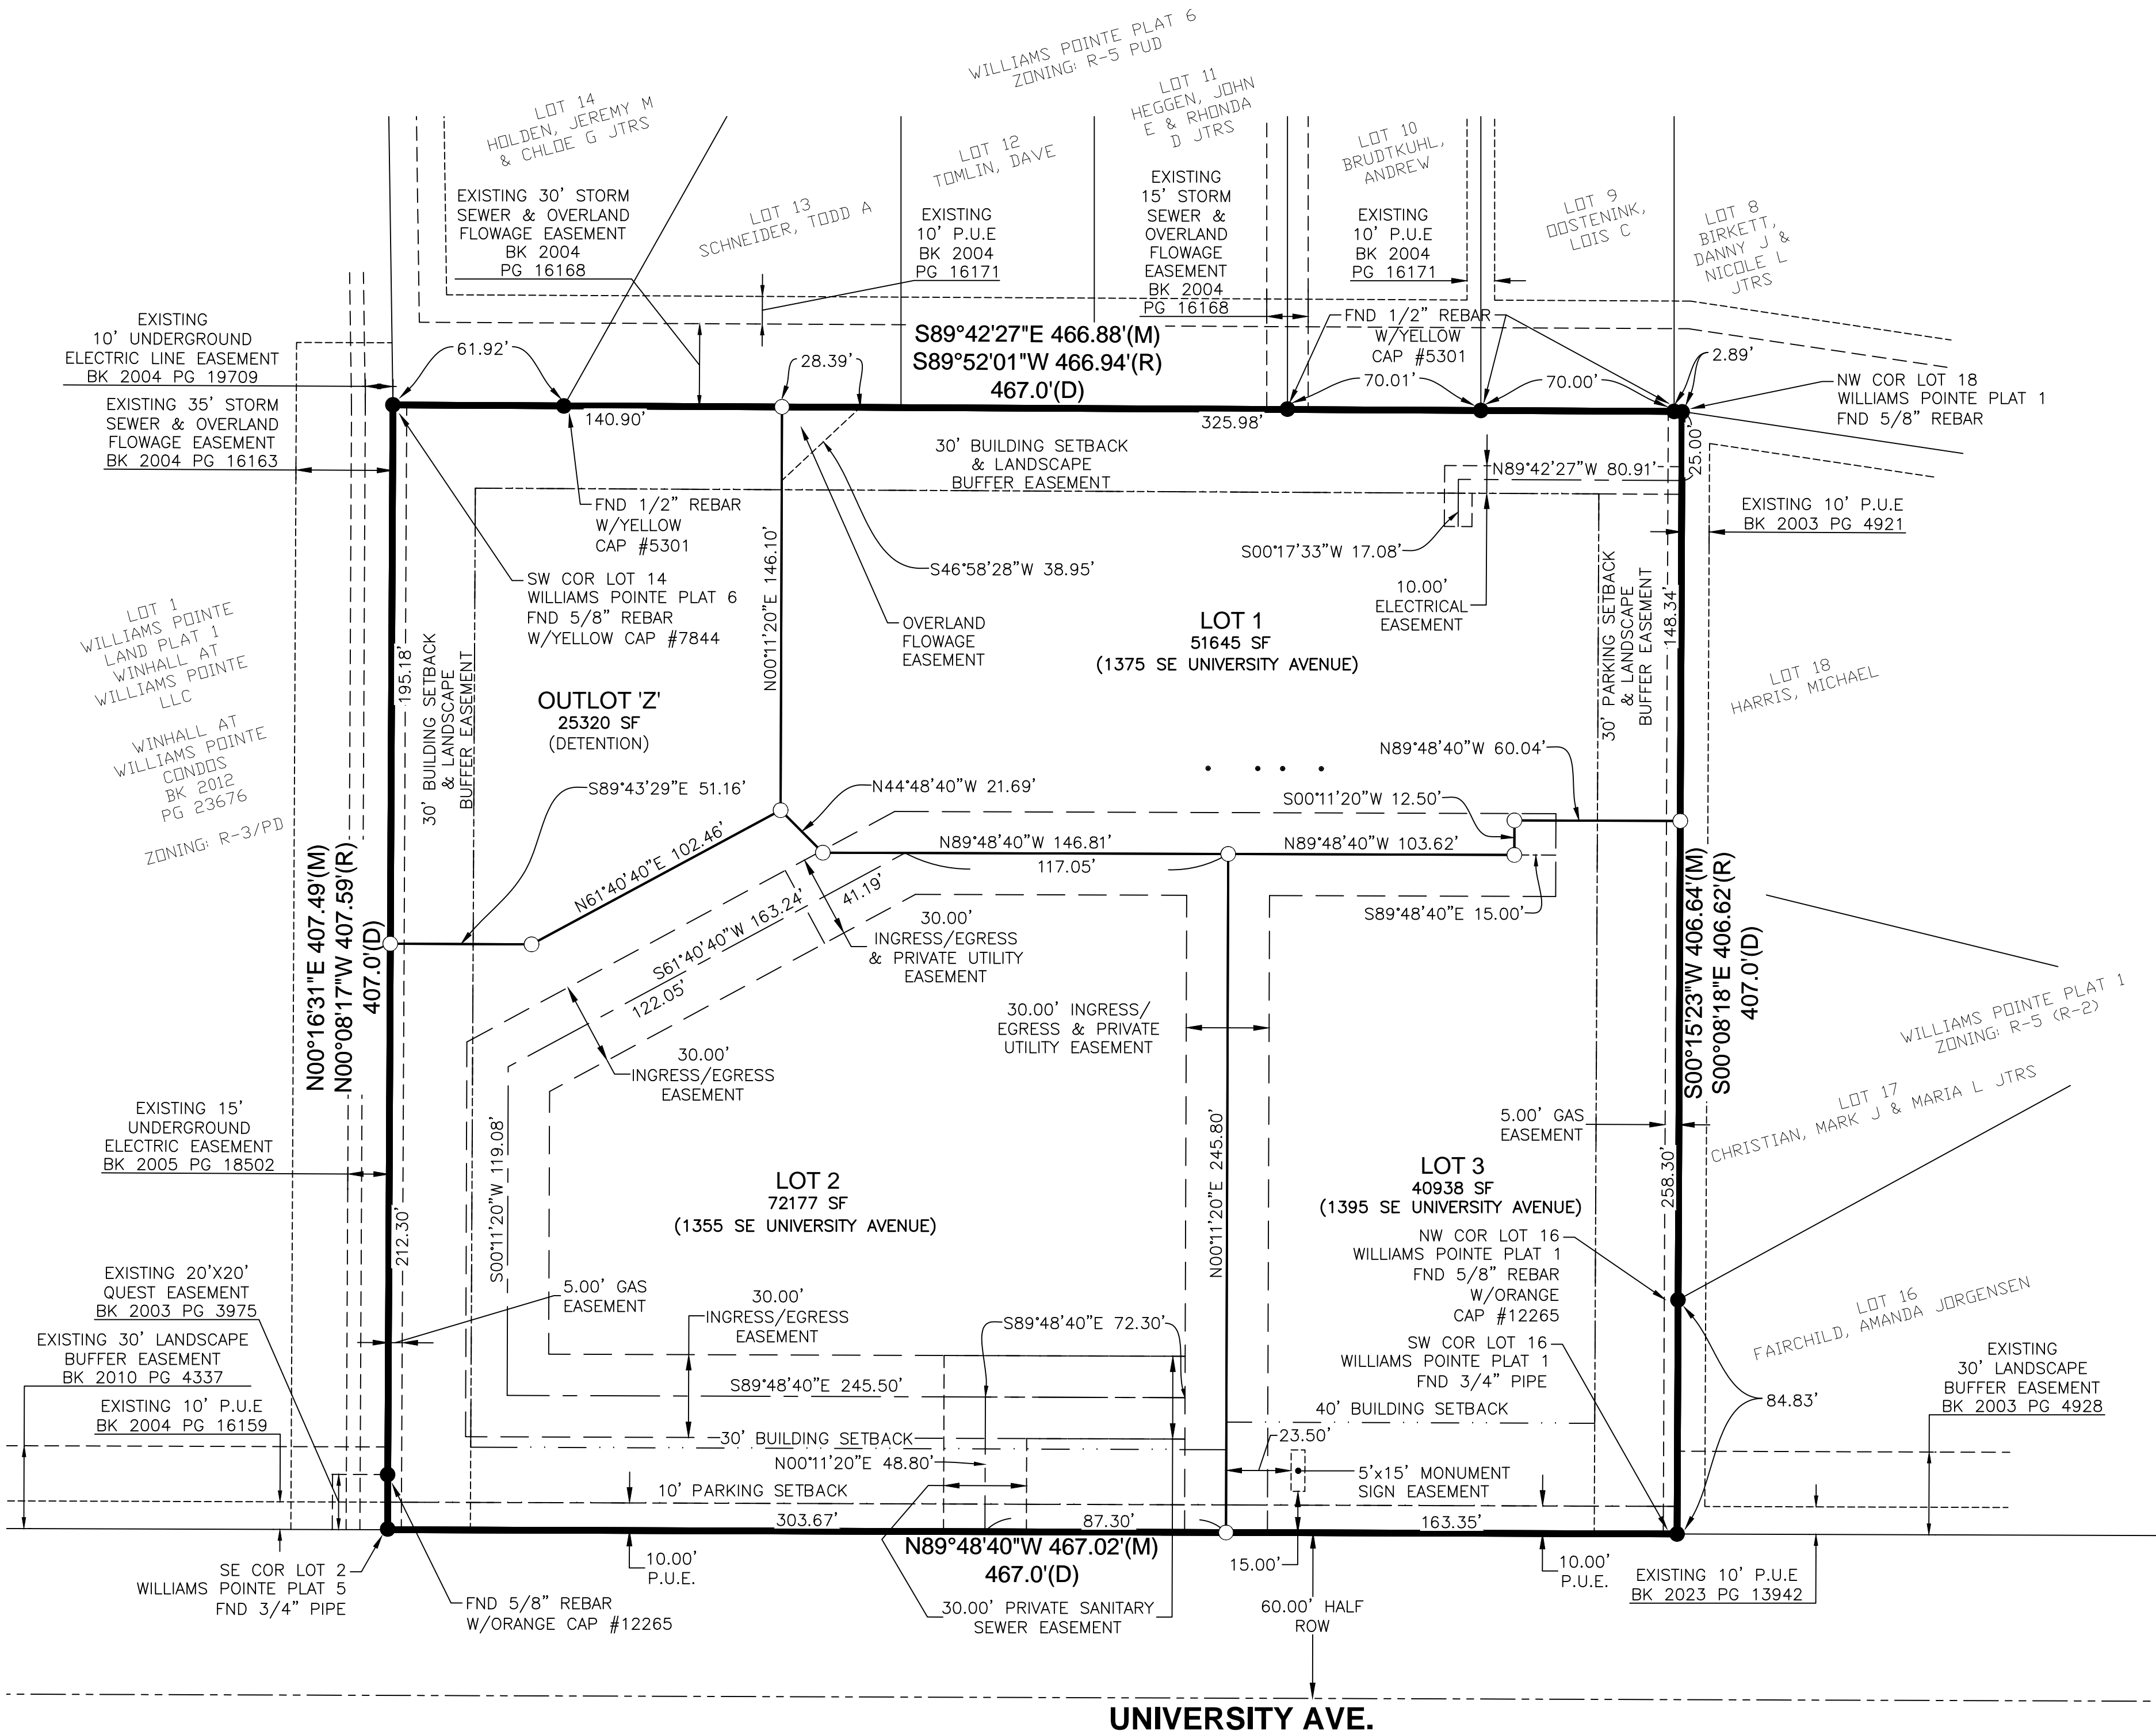 WILLIAMS POINTE PLAT 6
ZONING: R-5 PUD
LOT 14
HOLDEN, JEREMY M
& CHLOE G JTRS
LOT 13
SCHNEIDER, TODD A
LOT 12
TOMLIN, DAVE
LOT 11
HEGGEN, JOHN
E & RHONDA
D JTRS
LOT 10
BRUDTKUHL,
ANDREW
LOT 9
OOSTENINK,
LOIS C
LOT 8
BIRKETT,
DANNY J &
NICOLE L
JTRS
EXISTING 30' STORM
SEWER & OVERLAND
FLOWAGE EASEMENT
BK 2004
PG 16168
EXISTING
10' P.U.E
BK 2004
PG 16171
EXISTING
15' STORM
SEWER &
OVERLAND
FLOWAGE
EASEMENT
BK 2004
PG 16168
EXISTING
10' P.U.E
BK 2004
PG 16171
EXISTING
10' UNDERGROUND
ELECTRIC LINE EASEMENT
BK 2004 PG 19709
EXISTING 35' STORM
SEWER & OVERLAND
FLOWAGE EASEMENT
BK 2004 PG 16163
61.92'
28.39'
S89°42'27"E 466.88'(M)
S89°52'01"W 466.94'(R)
467.0'(D)
FND 1/2" REBAR
W/YELLOW
CAP #5301
70.01'
70.00'
2.89'
NW COR LOT 18
WILLIAMS POINTE PLAT 1
FND 5/8" REBAR
140.90'
325.98'
25.00'
30' BUILDING SETBACK
& LANDSCAPE
BUFFER EASEMENT
N89°42'27"W 80.91'
EXISTING 10' P.U.E
BK 2003 PG 4921
FND 1/2" REBAR
W/YELLOW
CAP #5301
SW COR LOT 14
WILLIAMS POINTE PLAT 6
FND 5/8" REBAR
W/YELLOW CAP #7844
N00°11'20"E 146.10'
S46°58'28"W 38.95'
OVERLAND
FLOWAGE
EASEMENT
S00°17'33"W 17.08'
10.00'
ELECTRICAL
EASEMENT
LOT 1
51645 SF
(1375 SE UNIVERSITY AVENUE)
30' PARKING SETBACK
& LANDSCAPE
BUFFER EASEMENT
148.34'
LOT 1
WILLIAMS POINTE
LAND PLAT 1
WINHALL AT
WILLIAMS POINTE
LLC
WINHALL AT
WILLIAMS POINTE
CONDOS
BK 2012
PG 23676
ZONING: R-3/PD
195.18'
30' BUILDING SETBACK
& LANDSCAPE
BUFFER EASEMENT
OUTLOT 'Z'
25320 SF
(DETENTION)
LOT 18
HARRIS, MICHAEL
S89°43'29"E 51.16'
N44°48'40"W 21.69'
N89°48'40"W 60.04'
S00°11'20"W 12.50'
N61°40'40"E 102.46'
N89°48'40"W 146.81'
117.05'
N89°48'40"W 103.62'
N00°16'31"E 407.49'(M)
N00°08'17"W 407.59'(R)
407.0'(D)
S00°15'23"W 406.64'(M)
S00°08'18"E 406.62'(R)
407.0'(D)
S61°40'40"W 163.24'
122.05'
41.19'
30.00'
INGRESS/EGRESS
& PRIVATE UTILITY
EASEMENT
S89°48'40"E 15.00'
30.00'
INGRESS/EGRESS
EASEMENT
30.00' INGRESS/
EGRESS & PRIVATE
UTILITY EASEMENT
WILLIAMS POINTE PLAT 1
ZONING: R-5 (R-2)
LOT 17
CHRISTIAN, MARK J & MARIA L JTRS
EXISTING 15'
UNDERGROUND
ELECTRIC EASEMENT
BK 2005 PG 18502
S00°11'20"W 119.08'
N00°11'20"E 245.80'
5.00' GAS
EASEMENT
258.30'
LOT 2
72177 SF
(1355 SE UNIVERSITY AVENUE)
LOT 3
40938 SF
(1395 SE UNIVERSITY AVENUE)
212.30'
NW COR LOT 16
WILLIAMS POINTE PLAT 1
FND 5/8" REBAR
W/ORANGE
CAP #12265
EXISTING 20'X20'
QUEST EASEMENT
BK 2003 PG 3975
5.00' GAS
EASEMENT
30.00'
INGRESS/EGRESS
EASEMENT
S89°48'40"E 72.30'
LOT 16
FAIRCHILD, AMANDA JORGENSEN
EXISTING 30' LANDSCAPE
BUFFER EASEMENT
BK 2010 PG 4337
SW COR LOT 16
WILLIAMS POINTE PLAT 1
FND 3/4" PIPE
EXISTING
30' LANDSCAPE
BUFFER EASEMENT
BK 2003 PG 4928
EXISTING 10' P.U.E
BK 2004 PG 16159
S89°48'40"E 245.50'
40' BUILDING SETBACK
84.83'
30' BUILDING SETBACK
23.50'
N00°11'20"E 48.80'
5'x15' MONUMENT
SIGN EASEMENT
10' PARKING SETBACK
303.67'
87.30'
163.35'
N89°48'40"W 467.02'(M)
467.0'(D)
SE COR LOT 2
WILLIAMS POINTE PLAT 5
FND 3/4" PIPE
FND 5/8" REBAR
W/ORANGE CAP #12265
10.00'
P.U.E.
15.00'
10.00'
P.U.E.
EXISTING 10' P.U.E
BK 2023 PG 13942
30.00' PRIVATE SANITARY
SEWER EASEMENT
60.00' HALF
ROW
UNIVERSITY AVE.